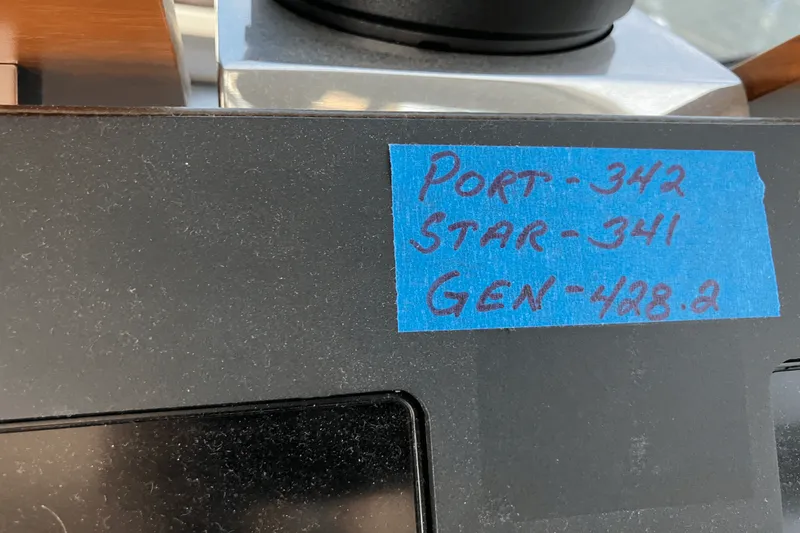 PORT - 342
STAR - 341
GEN - 428.2